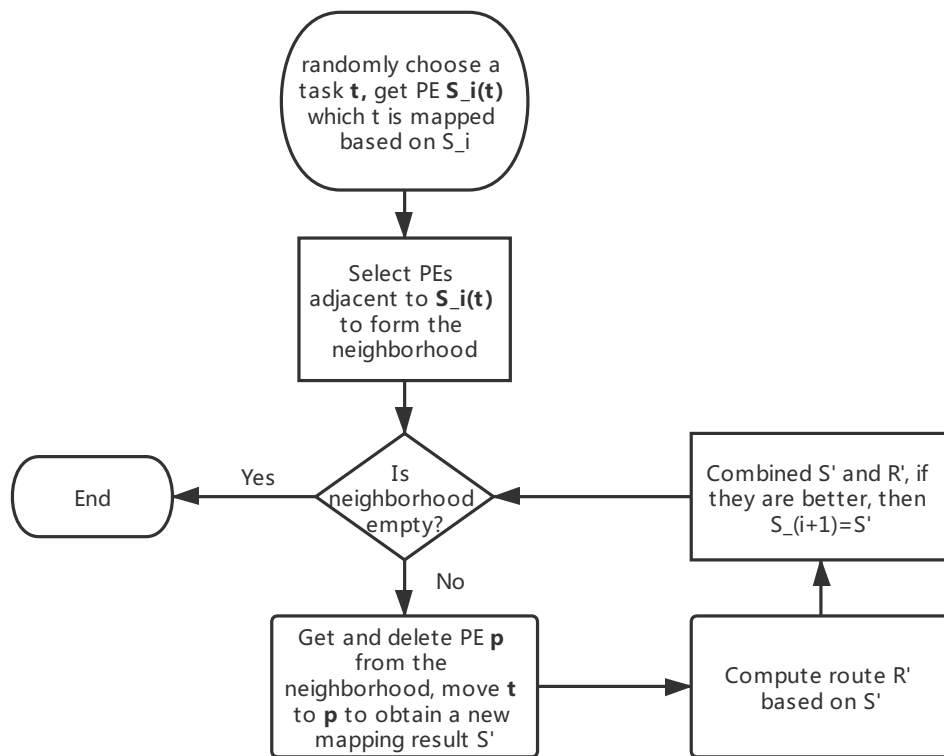 randomly choose a
task t, get PE S_i(t)
which t is mapped
based on S_i
Select PEs
adjacent to S_i(t)
to form the
neighborhood
Is
neighborhood
empty?
Yes
End
No
Get and delete PE p
from the
neighborhood, move t
to p to obtain a new
mapping result S'
Compute route R'
based on S'
Combined S' and R', if
they are better, then
S_(i+1)=S'